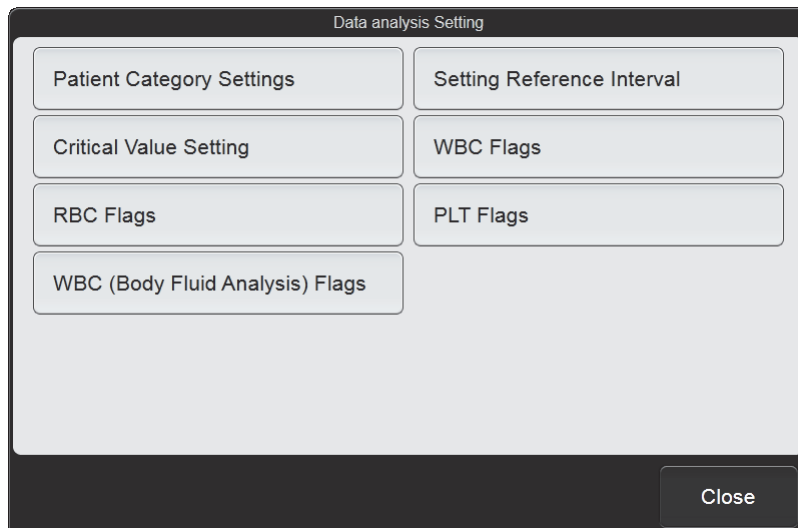 Data analysis Setting
Patient Category Settings
Setting Reference Interval
Critical Value Setting
WBC Flags
RBC Flags
PLT Flags
WBC (Body Fluid Analysis) Flags
Close